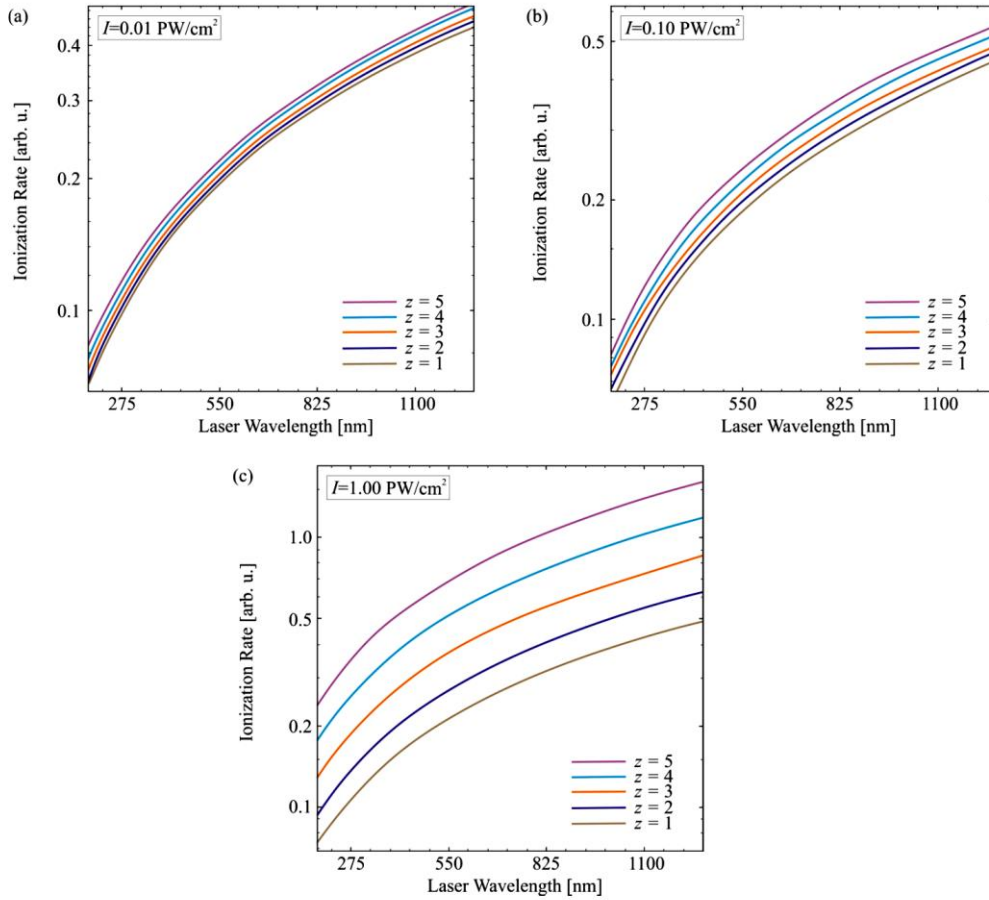 (a)
I=0.01 PW/cm²
0.4
0.3
0.2
0.1
Ionization Rate [arb. u.]
z = 5
z = 4
z = 3
z = 2
z = 1
275 550 825 1100
Laser Wavelength [nm]
(b)
I=0.10 PW/cm²
0.5
0.2
0.1
Ionization Rate [arb. u.]
z = 5
z = 4
z = 3
z = 2
z = 1
275 550 825 1100
Laser Wavelength [nm]
(c)
I=1.00 PW/cm²
1.0
0.5
0.2
0.1
Ionization Rate [arb. u.]
z = 5
z = 4
z = 3
z = 2
z = 1
275 550 825 1100
Laser Wavelength [nm]